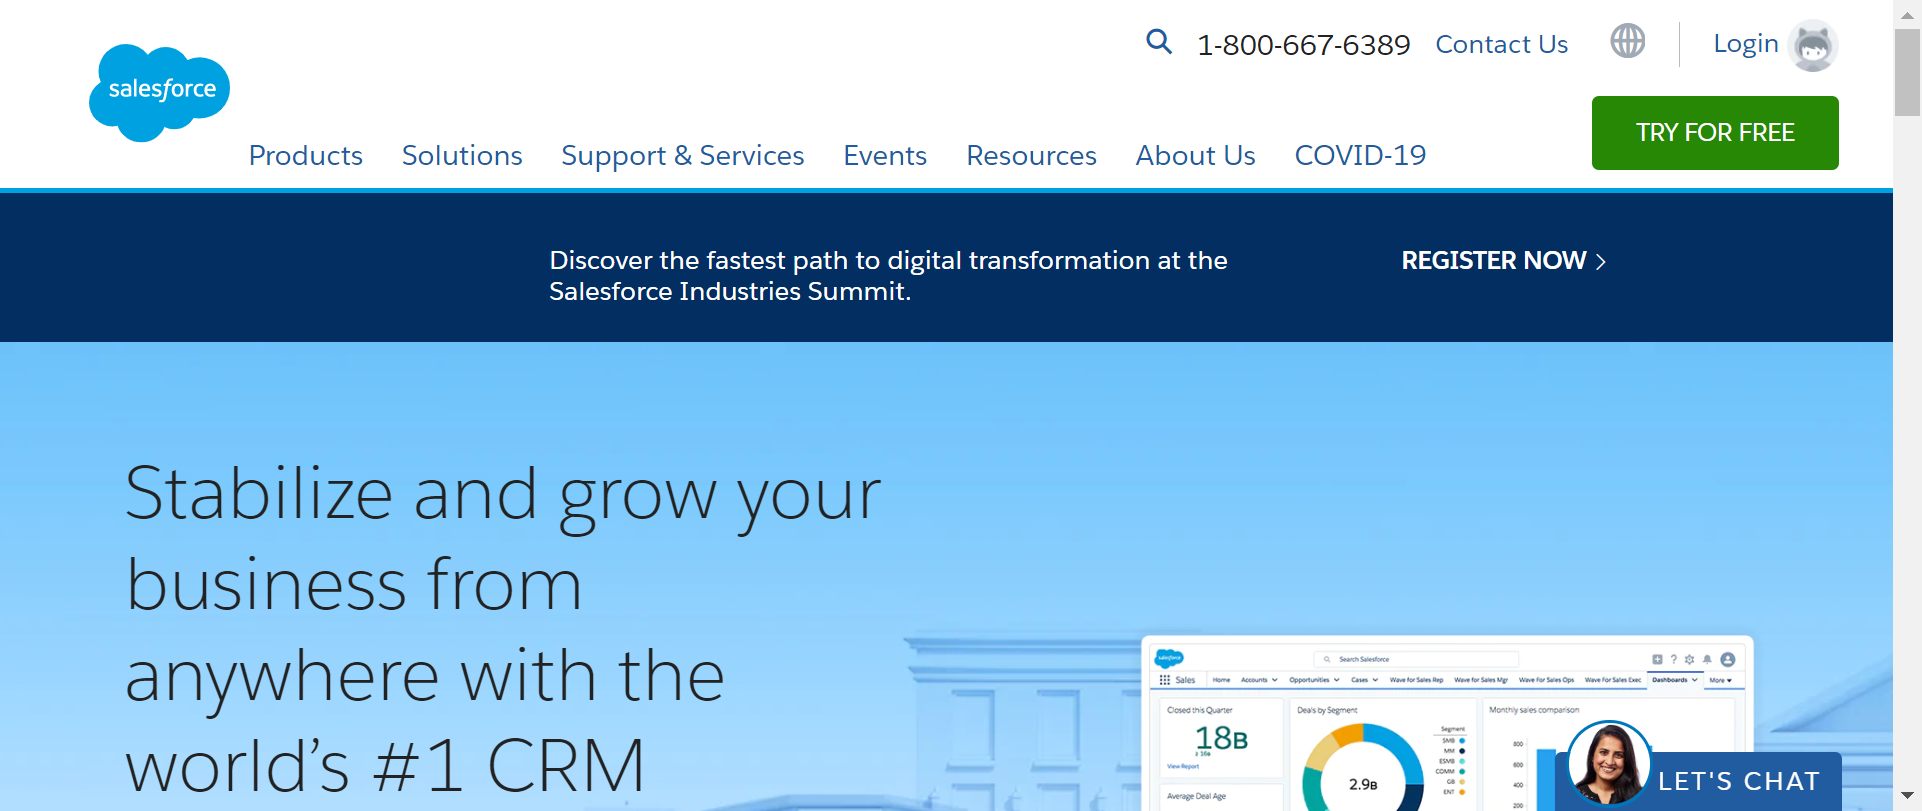 1-800-667-6389 Contact Us Login
salesforce
TRY FOR FREE
Products Solutions Support & Services Events Resources About Us COVID-19
Discover the fastest path to digital transformation at the
Salesforce Industries Summit.
REGISTER NOW
Stabilize and grow your
business from
anywhere with the
world's #1 CRM
salesforce
Search Salesforce
Sales Home Accounts Opportunities Cases Wave for Sales Rep Wave for Sales Mgr Wave For Sales Ops Wave For Sales Exec Dashboards More
Closed this Quarter
18B
≥ 16B
View Report
Average Deal Age
Deals by Segment
2.9B
Segment
SMB
MM
ESMB
COMM
GB
ENT
Monthly sales comparison
800
600
400
200
LET'S CHAT